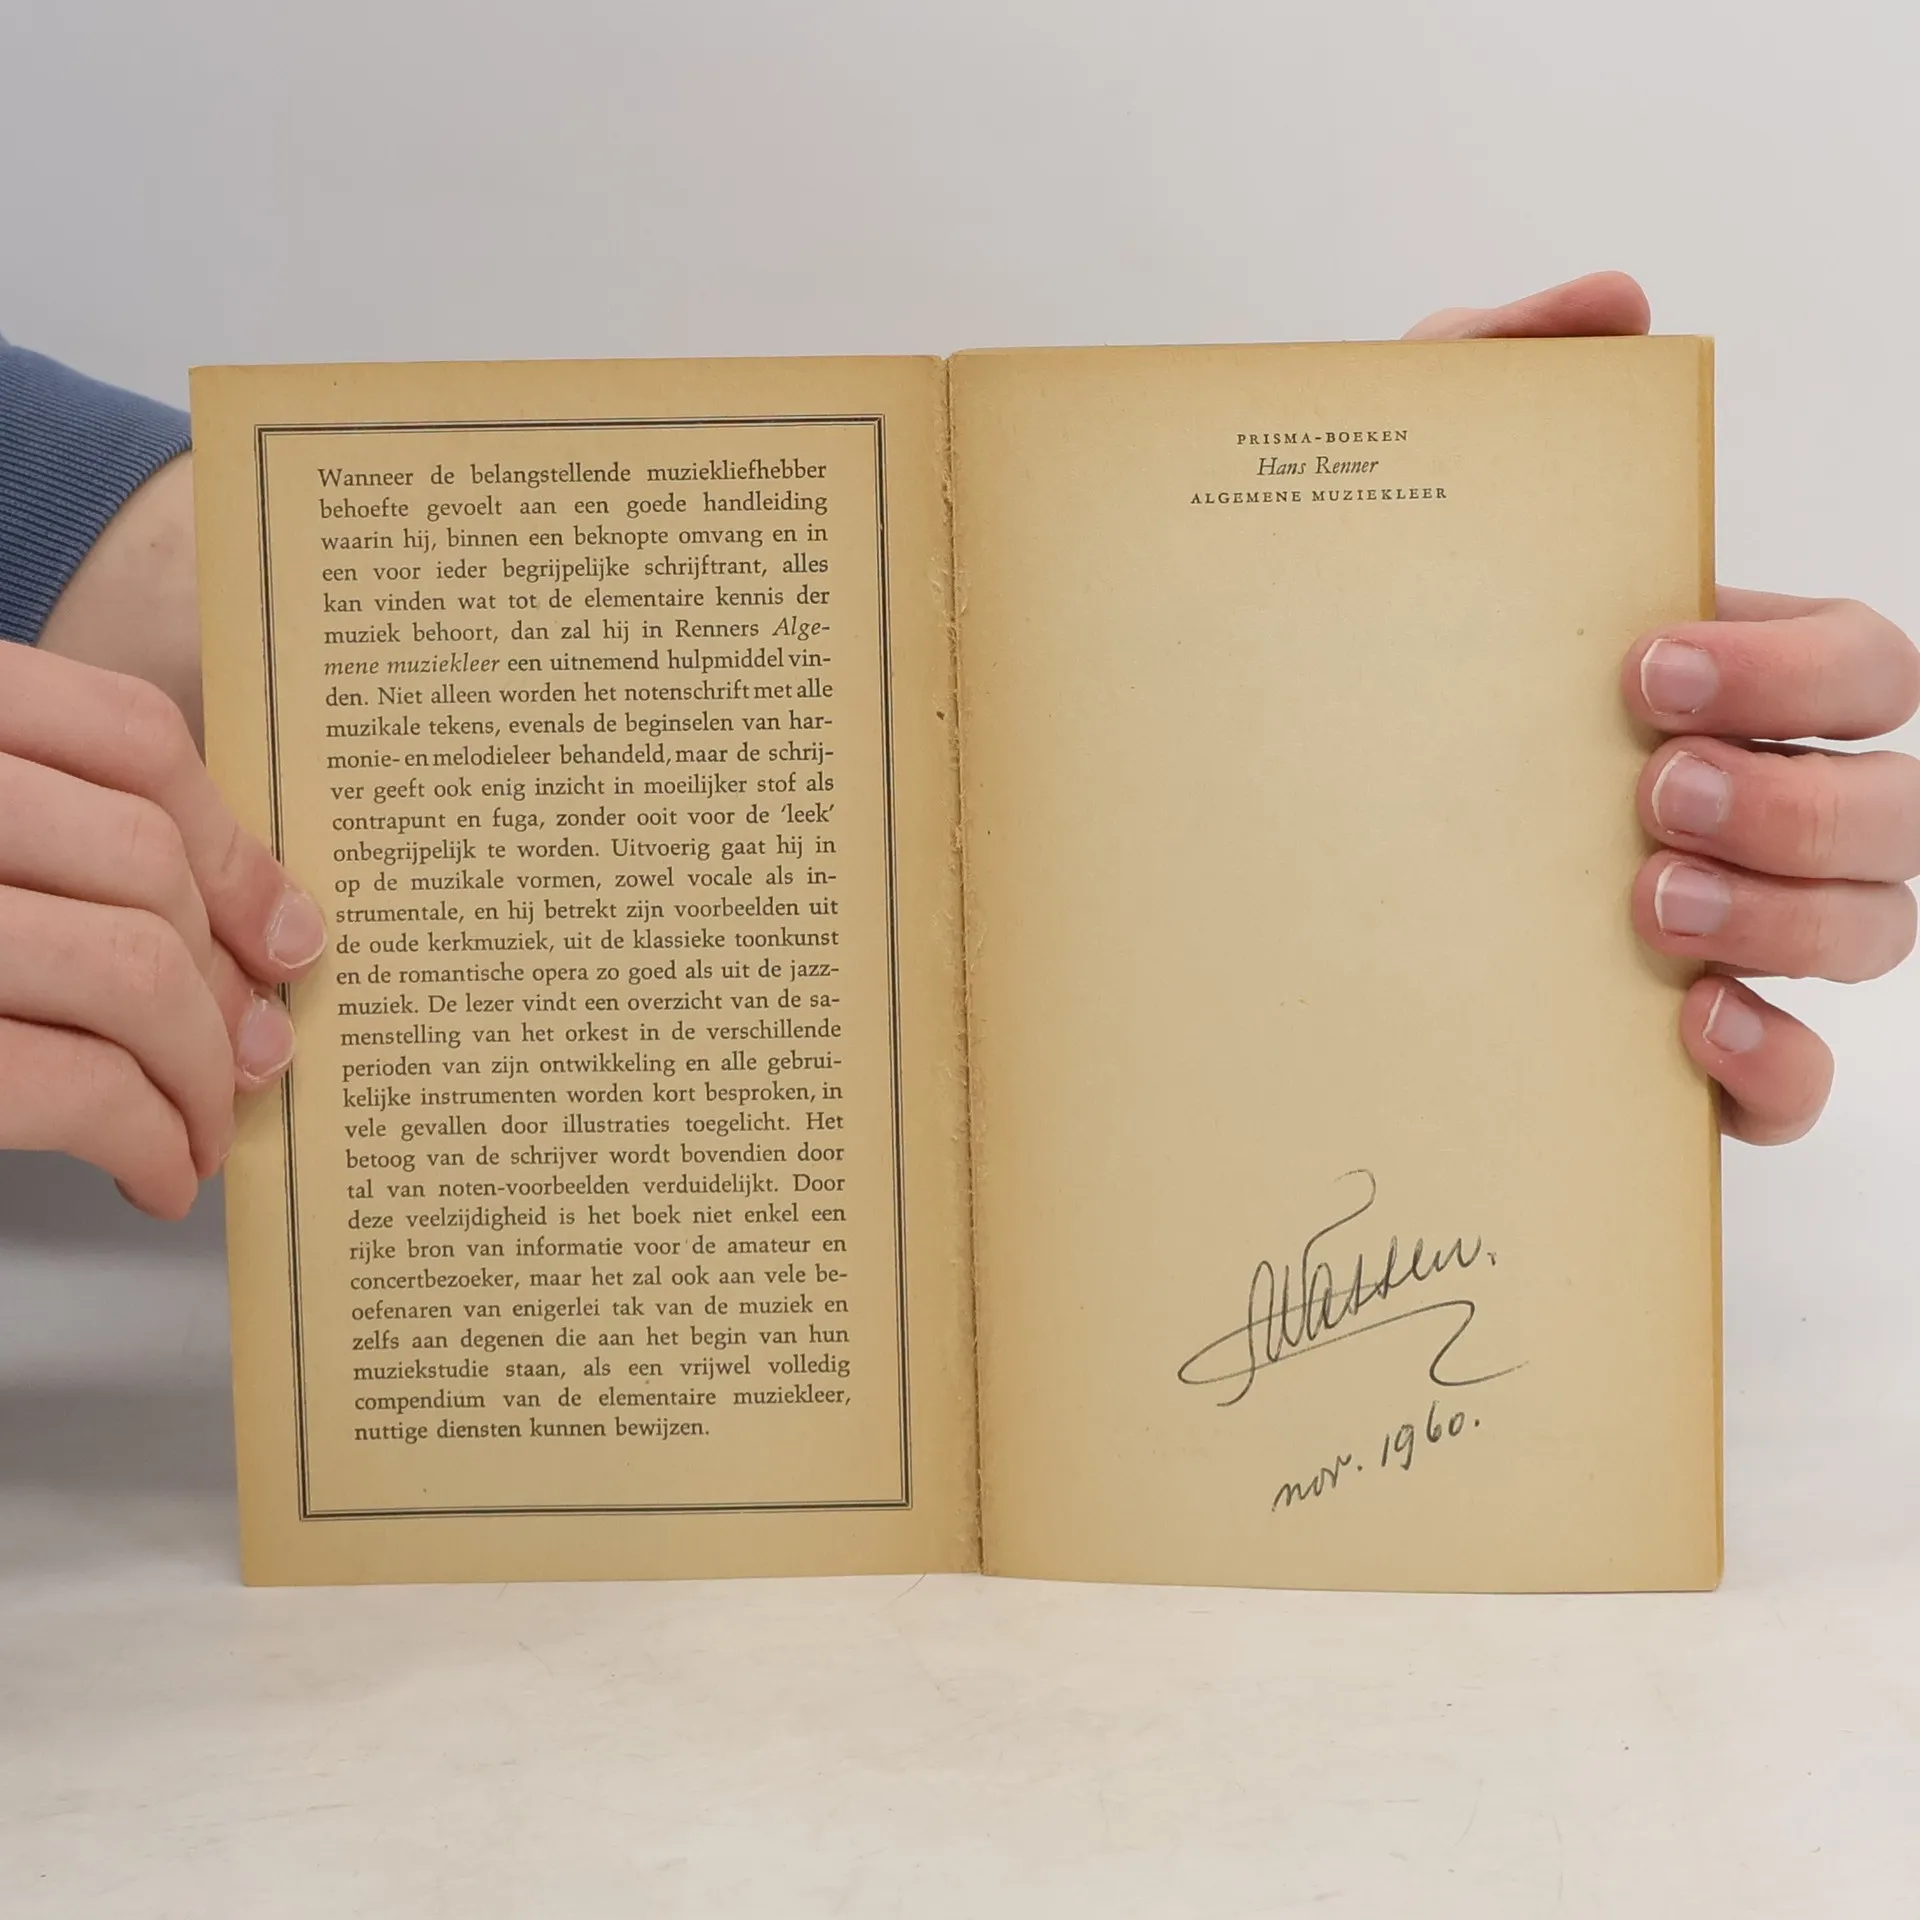 Wanneer de belangstellende muziekliefhebber
behoefte gevoelt aan een goede handleiding
waarin hij, binnen een beknopte omvang en in
een voor ieder begrijpelijke schrijftrant, alles
kan vinden wat tot de elementaire kennis der
muziek behoort, dan zal hij in Renners Alge-
mene muziekleer een uitnemend hulpmiddel vin-
den. Niet alleen worden het notenschrift met alle
muzikale tekens, evenals de beginselen van har-
monie- en melodieleer behandeld, maar de schrij-
ver geeft ook enig inzicht in moeilijker stof als
contrapunt en fuga, zonder ooit voor de ‘leek’
onbegrijpelijk te worden. Uitvoerig gaat hij in
op de muzikale vormen, zowel vocale als in-
strumentale, en hij betrekt zijn voorbeelden uit
de oude kerkmuziek, uit de klassieke toonkunst
en de romantische opera zo goed als uit de jazz-
muziek. De lezer vindt een overzicht van de sa-
menstelling van het orkest in de verschillende
perioden van zijn ontwikkeling en alle gebrui-
kelijke instrumenten worden kort besproken, in
vele gevallen door illustraties toegelicht. Het
betoog van de schrijver wordt bovendien door
tal van noten-voorbeelden verduidelijkt. Door
deze veelzijdigheid is het boek niet enkel een
rijke bron van informatie voor de amateur en
concertbezoeker, maar het zal ook aan vele be-
oefenaren van enigerlei tak van de muziek en
zelfs aan degenen die aan het begin van hun
muziekstudie staan, als een vrijwel volledig
compendium van de elementaire muziekleer,
nuttige diensten kunnen bewijzen.
PRISMA-BOEKEN
Hans Renner
ALGEMENE MUZIEKLEER
nov. 1960.